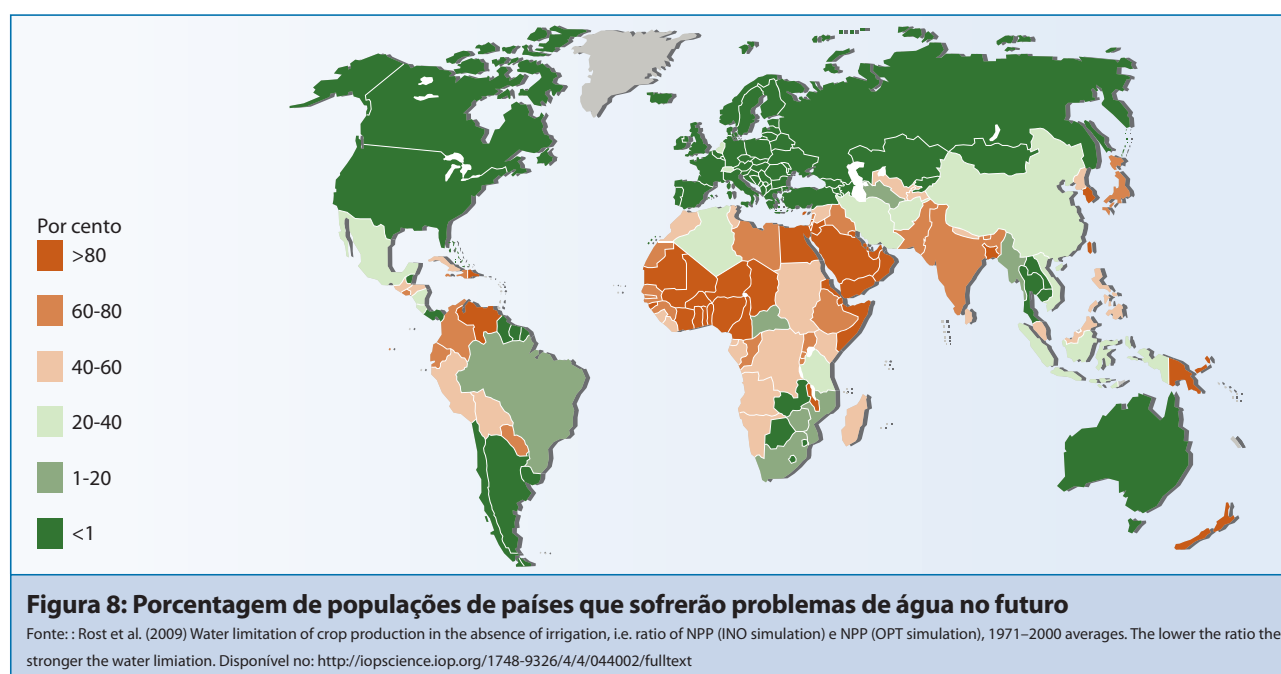 Por cento
>80
60-80
40-60
20-40
1-20
<1
Figura 8: Porcentagem de populações de países que sofrerão problemas de água no futuro
Fonte: : Rost et al. (2009) Water limitation of crop production in the absence of irrigation, i.e. ratio of NPP (INO simulation) e NPP (OPT simulation), 1971–2000 averages. The lower the ratio the
stronger the water limiation. Disponível no: http://iopscience.iop.org/1748-9326/4/4/044002/fulltext